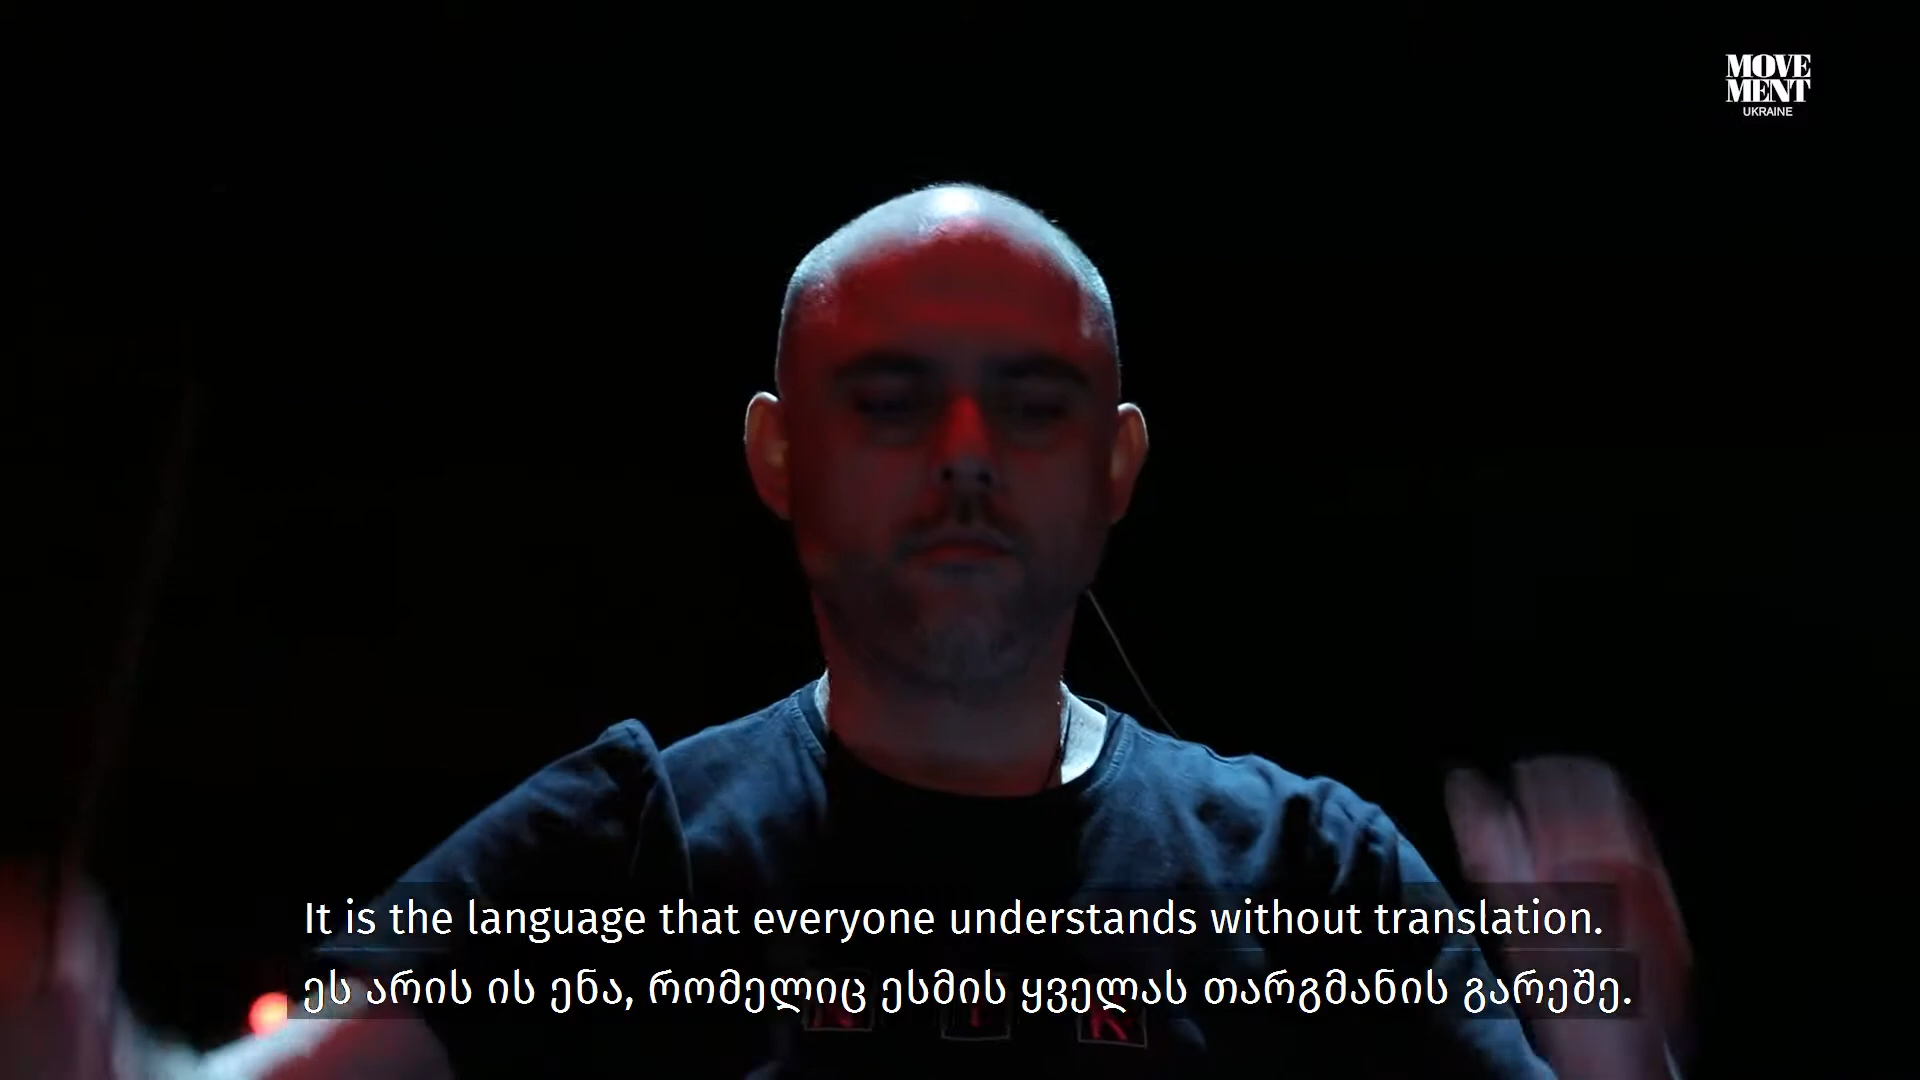 MOVE
MENT
UKRAINE
It is the language that everyone understands without translation.
ეს არის ის ენა, რომელიც ესმის ყველას თარგმანის გარეშე.